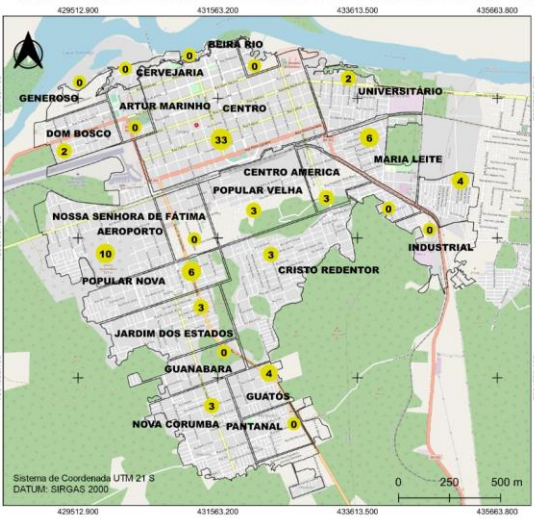 429512.900 431563.200 433613.500 435663.800
BEIRA RIO
0
0
0
CERVEJARIA
0
2
GENEROSO
UNIVERSITÁRIO
ARTUR MARINHO CENTRO
DOM BOSCO
0
33
6
2
MARIA LEITE
CENTRO AMERICA
4
POPULAR VELHA
3
3
0
NOSSA SENHORA DE FÁTIMA
AEROPORTO
0
0
INDUSTRIAL
10
3
CRISTO REDENTOR
6
POPULAR NOVA
3
JARDIM DOS ESTADOS
0
GUANABARA
4
GUATÓS
3
NOVA CORUMBA PANTANAL
0
Sistema de Coordenada UTM 21 S
DATUM: SIRGAS 2000
0 250 500 m
429512.900 431563.200 433613.500 435663.800